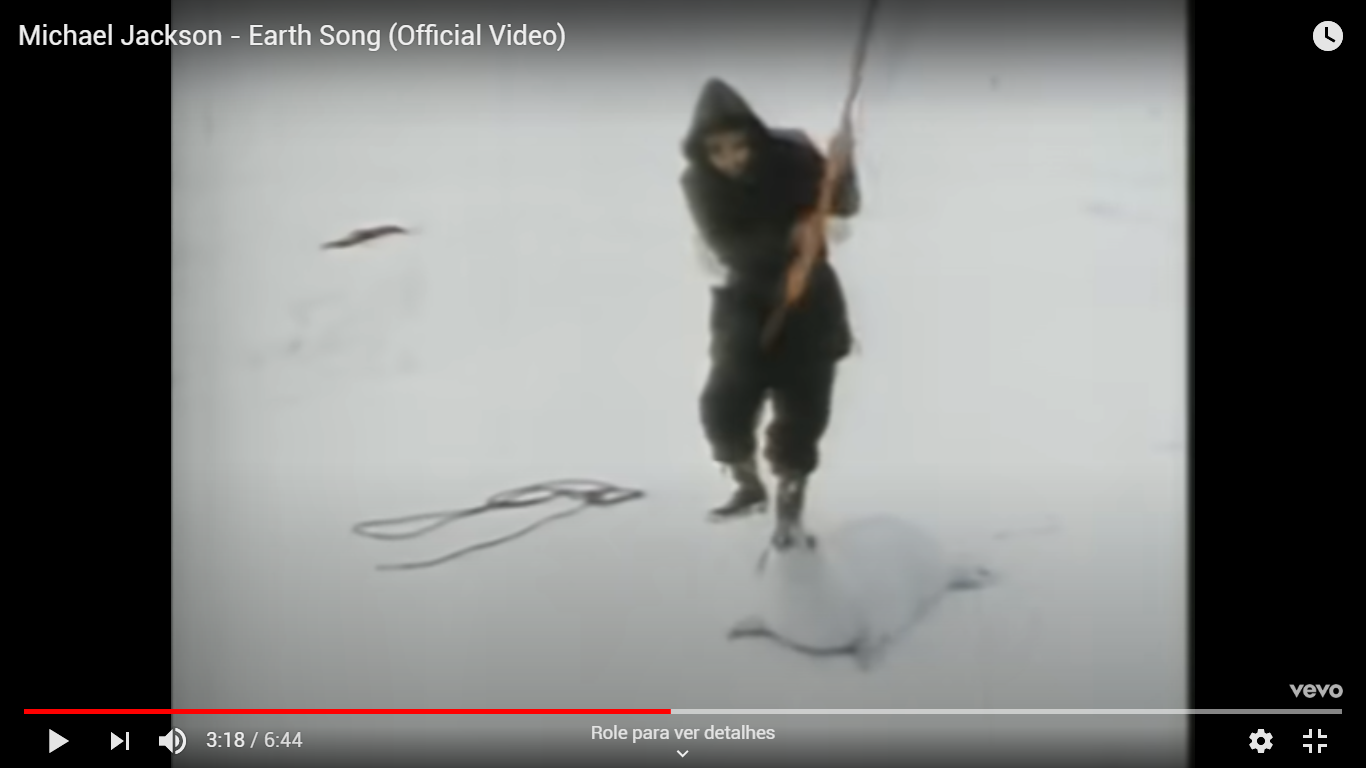 Michael Jackson - Earth Song (Official Video)
vevo
3:18 / 6:44
Role para ver detalhes